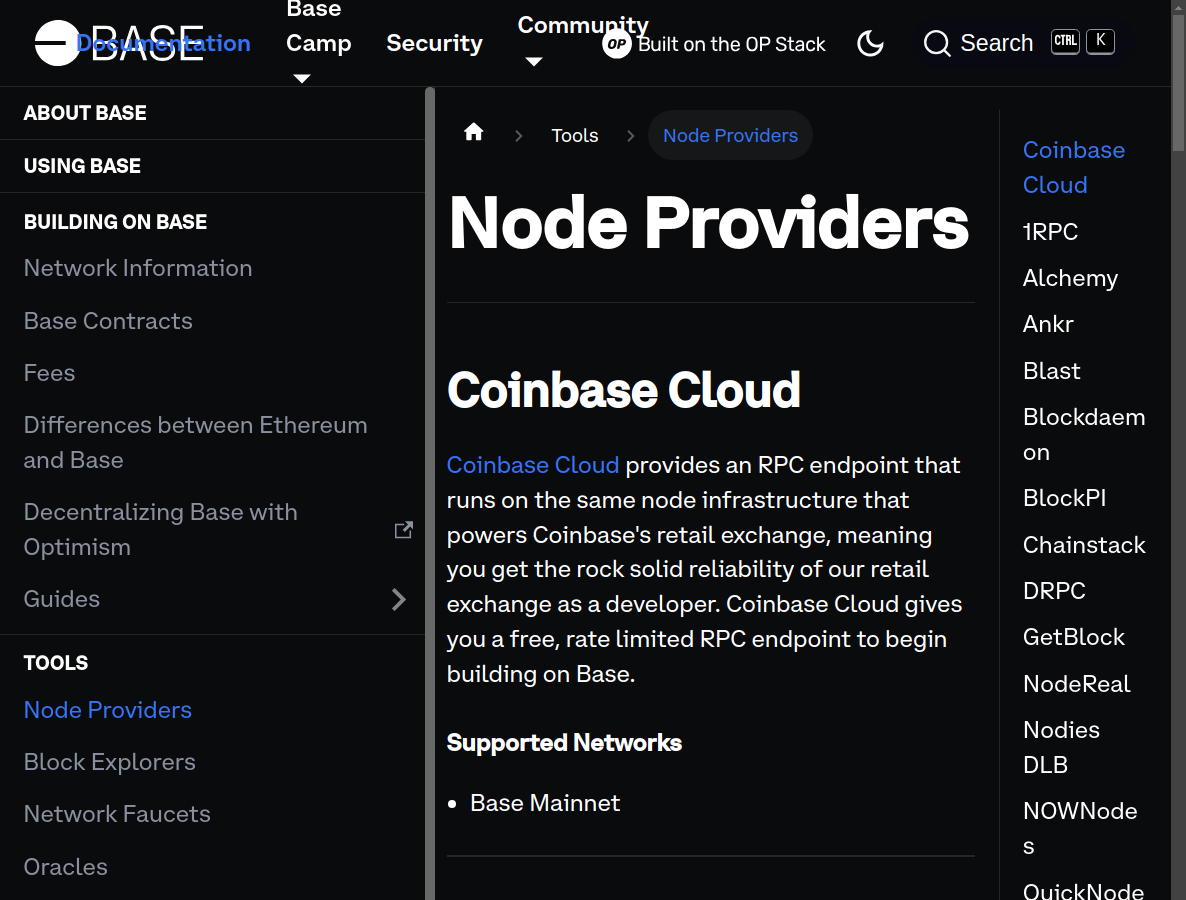 BASE
Documentation
Base
Camp
Security
Community
OP Built on the OP Stack
Search CTRL K
ABOUT BASE
USING BASE
BUILDING ON BASE
Network Information
Base Contracts
Fees
Differences between Ethereum
and Base
Decentralizing Base with
Optimism
Guides
TOOLS
Node Providers
Block Explorers
Network Faucets
Oracles
Tools
Node Providers
Node Providers
Coinbase Cloud
Coinbase Cloud provides an RPC endpoint that
runs on the same node infrastructure that
powers Coinbase's retail exchange, meaning
you get the rock solid reliability of our retail
exchange as a developer. Coinbase Cloud gives
you a free, rate limited RPC endpoint to begin
building on Base.
Supported Networks
Base Mainnet
Coinbase
Cloud
1RPC
Alchemy
Ankr
Blast
Blockdaem
on
BlockPI
Chainstack
DRPC
GetBlock
NodeReal
Nodies
DLB
NOWNode
s
QuickNode